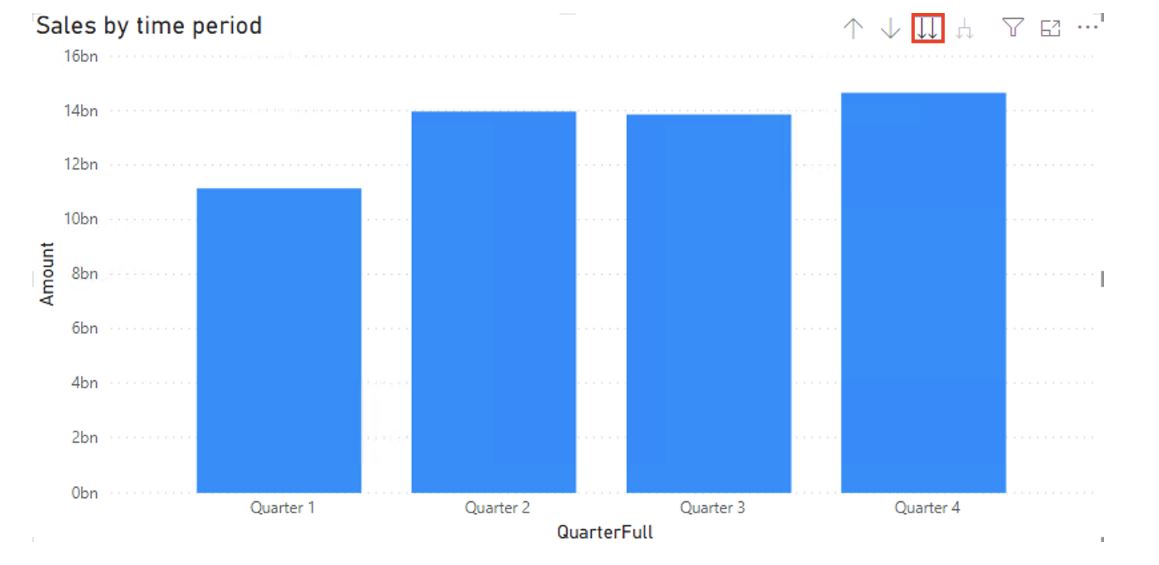 Sales by time period
16bn
14bn
12bn
10bn
8bn
6bn
4bn
2bn
0bn
Amount
Quarter 1
Quarter 2
Quarter 3
Quarter 4
QuarterFull